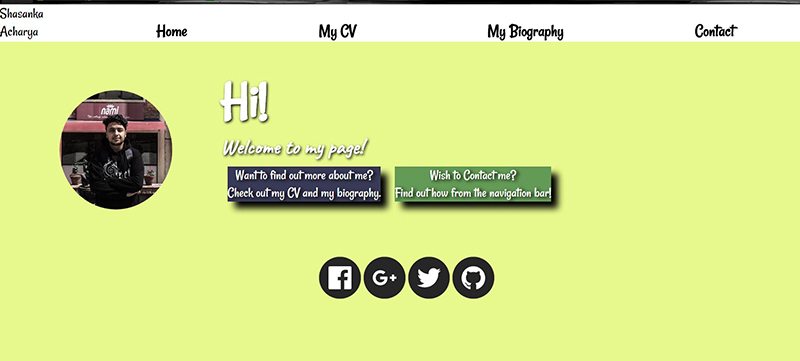 Shasanka
Acharya
Home
My CV
My Biography
Contact
nami
Hi!
Welcome to my page!
Want to find out more about me?
Check out my CV and my biography.
Wish to Contact me?
Find out how from the navigation bar!
G+